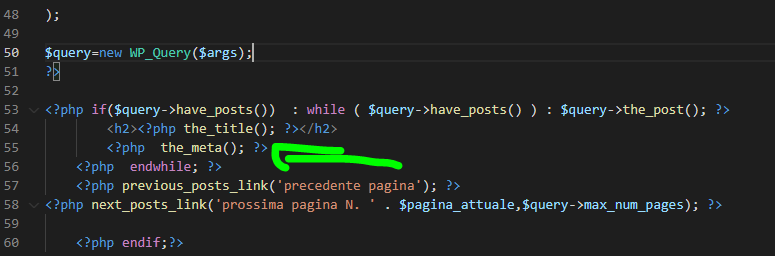 48 );
49
50 $query=new WP_Query($args);
51 ?>
52
53 <?php if($query->have_posts())  : while ( $query->have_posts() ) : $query->the_post(); ?>
54         <h2><?php the_title(); ?></h2>
55         <?php  the_meta(); ?>
56     <?php  endwhile; ?>
57     <?php previous_posts_link('precedente pagina'); ?>
58 <?php next_posts_link('prossima pagina N. ' . $pagina_attuale,$query->max_num_pages); ?>
59
60     <?php endif;?>